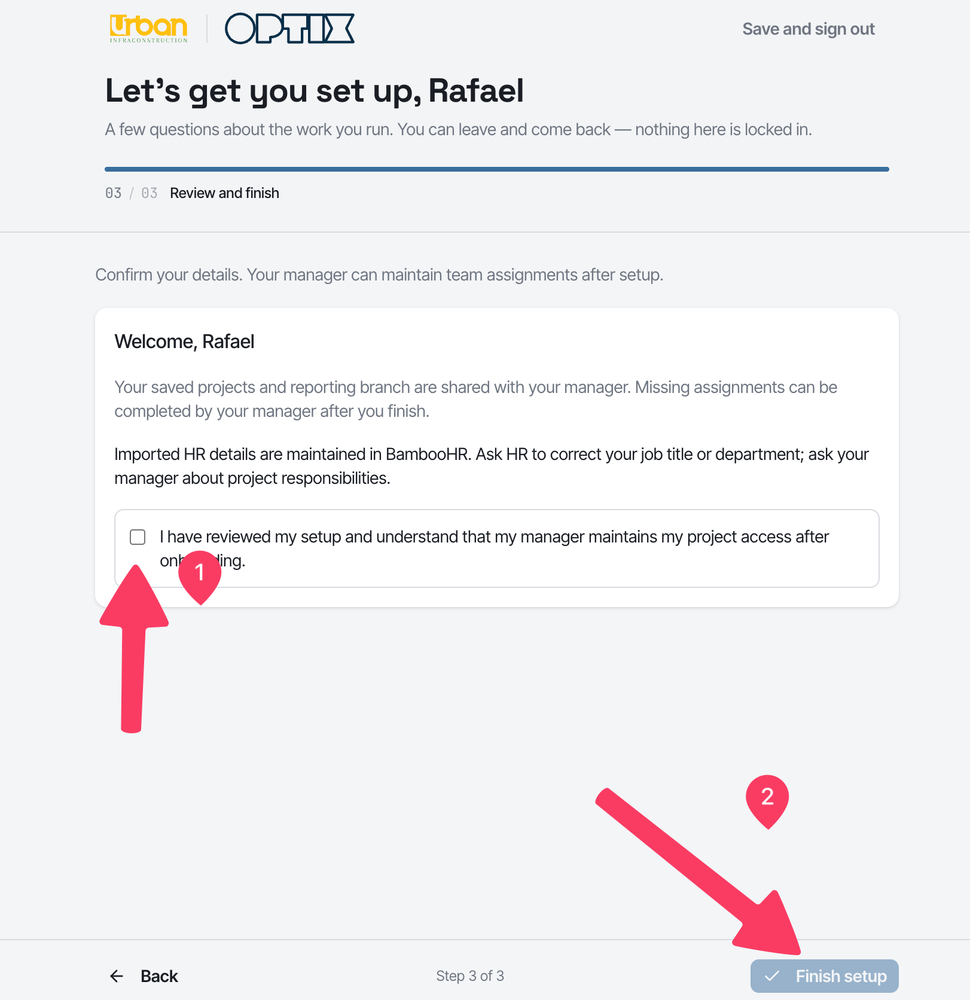 Urban
INFRACONSTRUCTION
OPTIX
Save and sign out
Let's get you set up, Rafael
A few questions about the work you run. You can leave and come back — nothing here is locked in.
03 / 03 Review and finish
Confirm your details. Your manager can maintain team assignments after setup.
Welcome, Rafael
Your saved projects and reporting branch are shared with your manager. Missing assignments can be
completed by your manager after you finish.
Imported HR details are maintained in BambooHR. Ask HR to correct your job title or department; ask your
manager about project responsibilities.
I have reviewed my setup and understand that my manager maintains my project access after
1
2
Back
Step 3 of 3
Finish setup